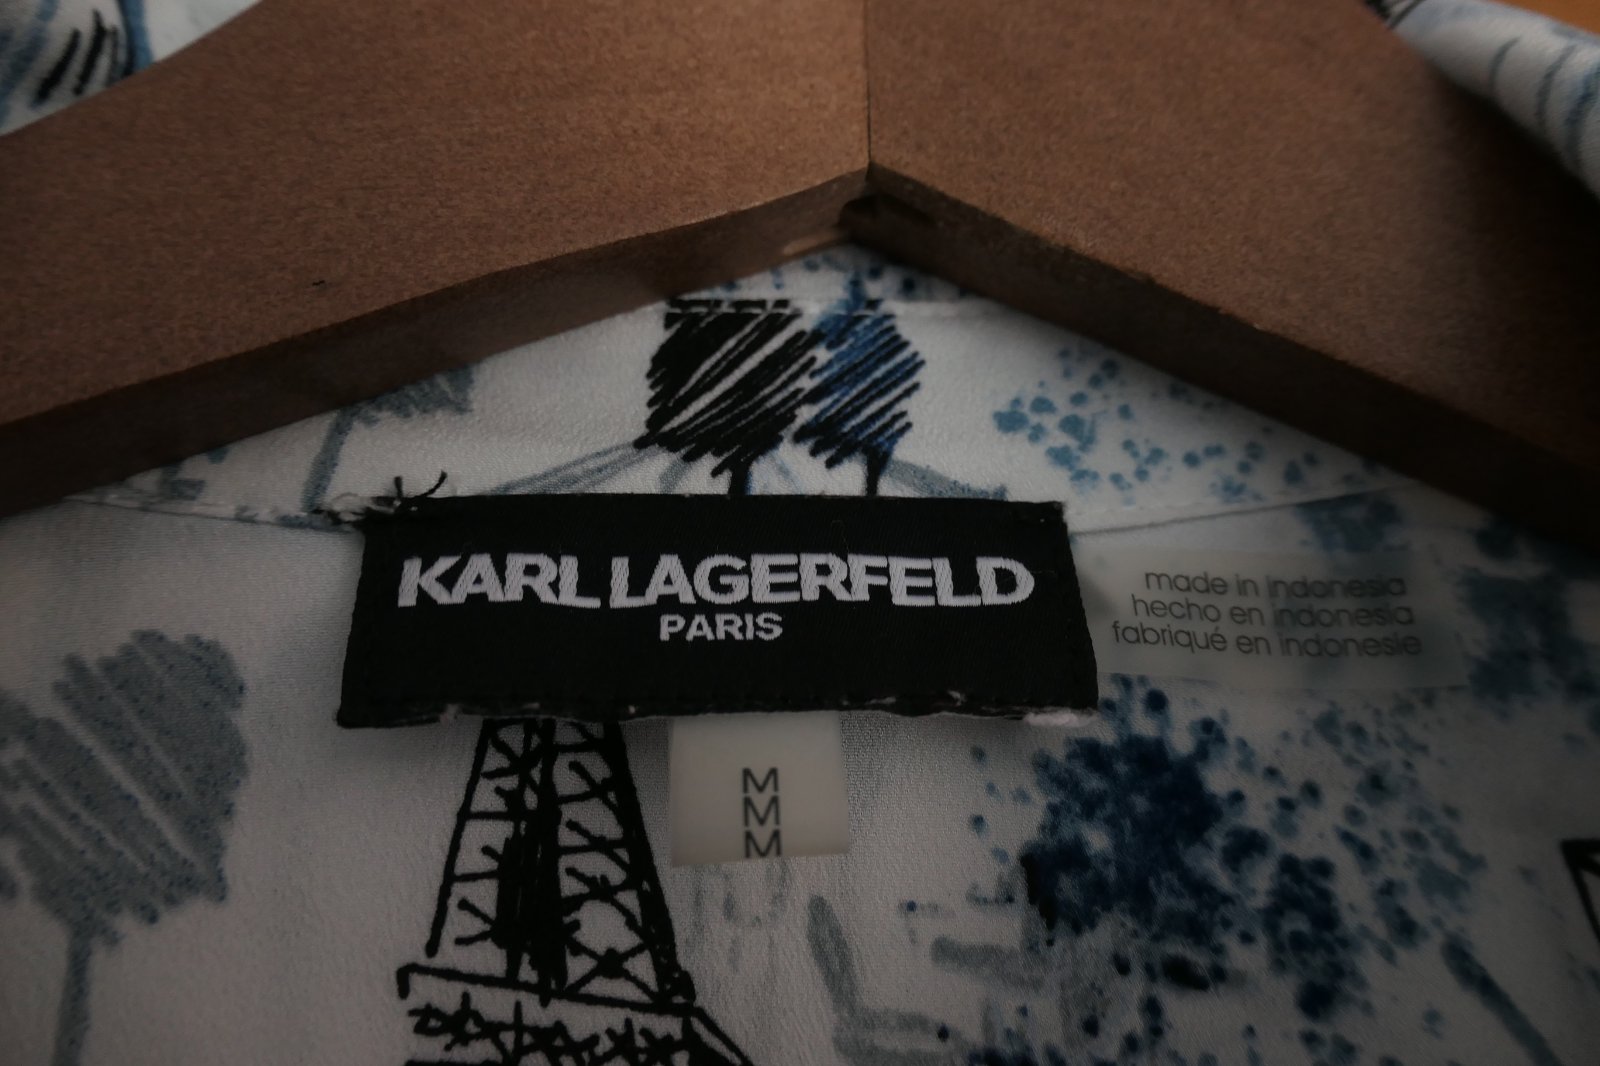 KARL LAGERFELD
PARIS
made in indonesia
hecho en indonesia
fabriqué en indonesie
M
M
M